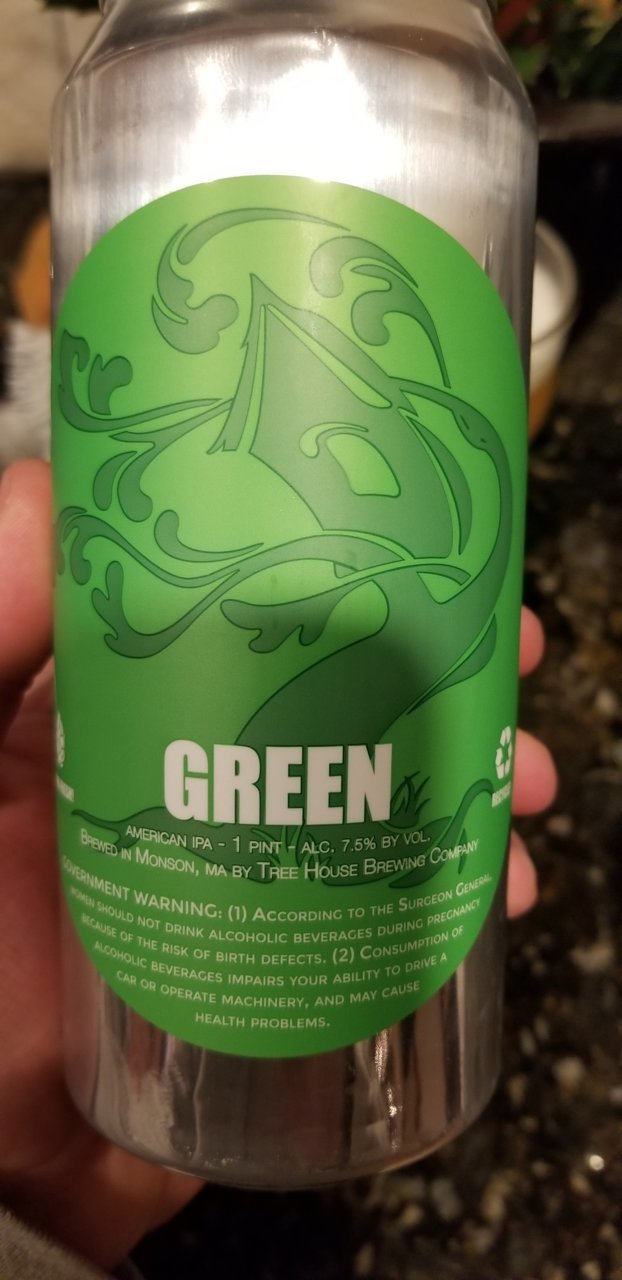 GREEN
AMERICAN IPA - 1 PINT - ALC. 7.5% BY VOL.
BREWED IN MONSON, MA BY TREE HOUSE BREWING COMPANY
GOVERNMENT WARNING: (1) ACCORDING TO THE SURGEON GENERAL,
WOMEN SHOULD NOT DRINK ALCOHOLIC BEVERAGES DURING PREGNANCY
BECAUSE OF THE RISK OF BIRTH DEFECTS. (2) CONSUMPTION OF
ALCOHOLIC BEVERAGES IMPAIRS YOUR ABILITY TO DRIVE A
CAR OR OPERATE MACHINERY, AND MAY CAUSE
HEALTH PROBLEMS.